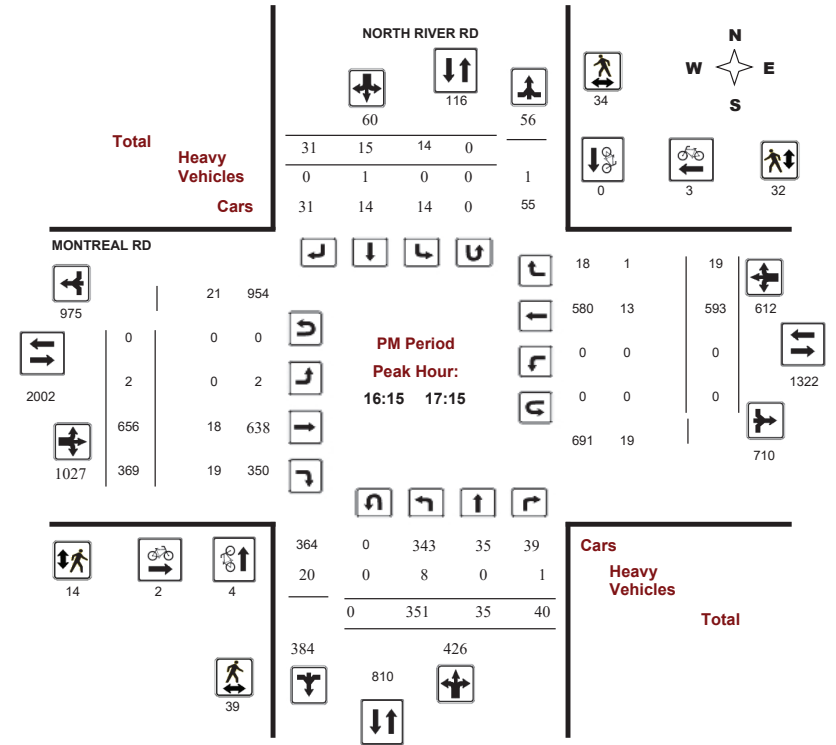 NORTH RIVER RD
N
W E
S
116
34
60 56
Total 31 15 14 0
Heavy
Vehicles 0 1 0 0 1
Cars 31 14 14 0 55
0 3 32
MONTREAL RD
975
21 954
18 1 19
580 13 593 612
0 0 0
2002
PM Period
Peak Hour:
16:15 17:15
0 0 0
1322
2 0 2
0 0 0
656 18 638
691 19
710
1027 369 19 350
364 0 343 35 39 Cars
20 0 8 0 1 Heavy
Vehicles
0 351 35 40 Total
14 2 4
384 426
810
39